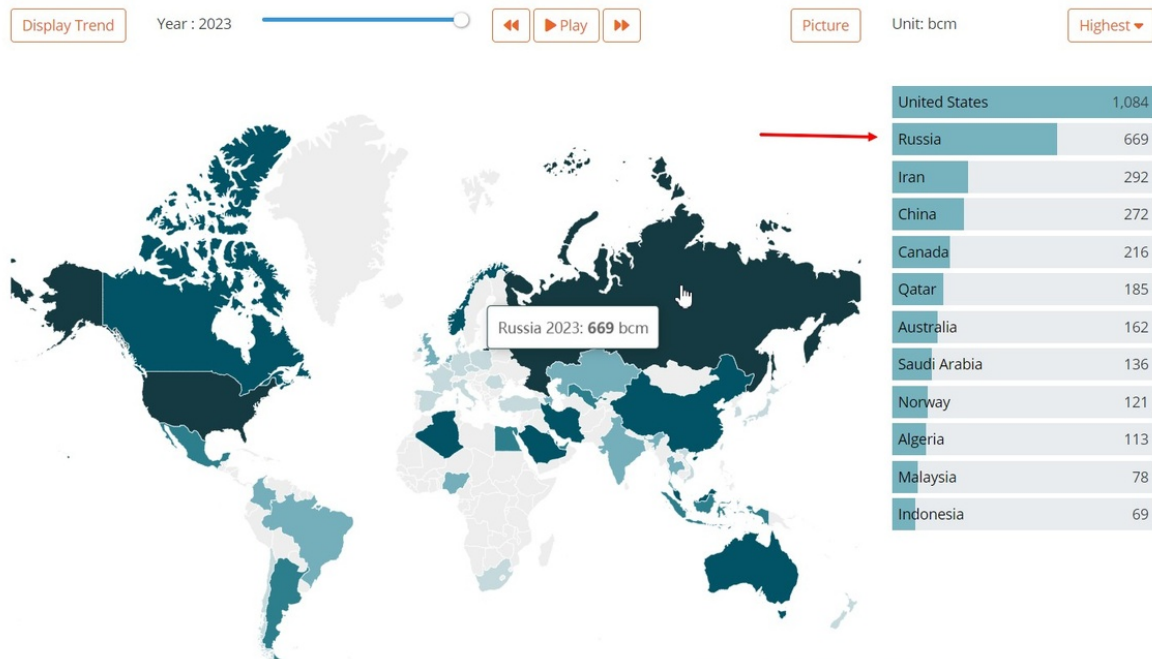 Display Trend Year : 2023 Play Picture Unit: bcm Highest
United States 1,084
Russia 669
Iran 292
China 272
Canada 216
Qatar 185
Australia 162
Saudi Arabia 136
Norway 121
Algeria 113
Malaysia 78
Indonesia 69
Russia 2023: 669 bcm